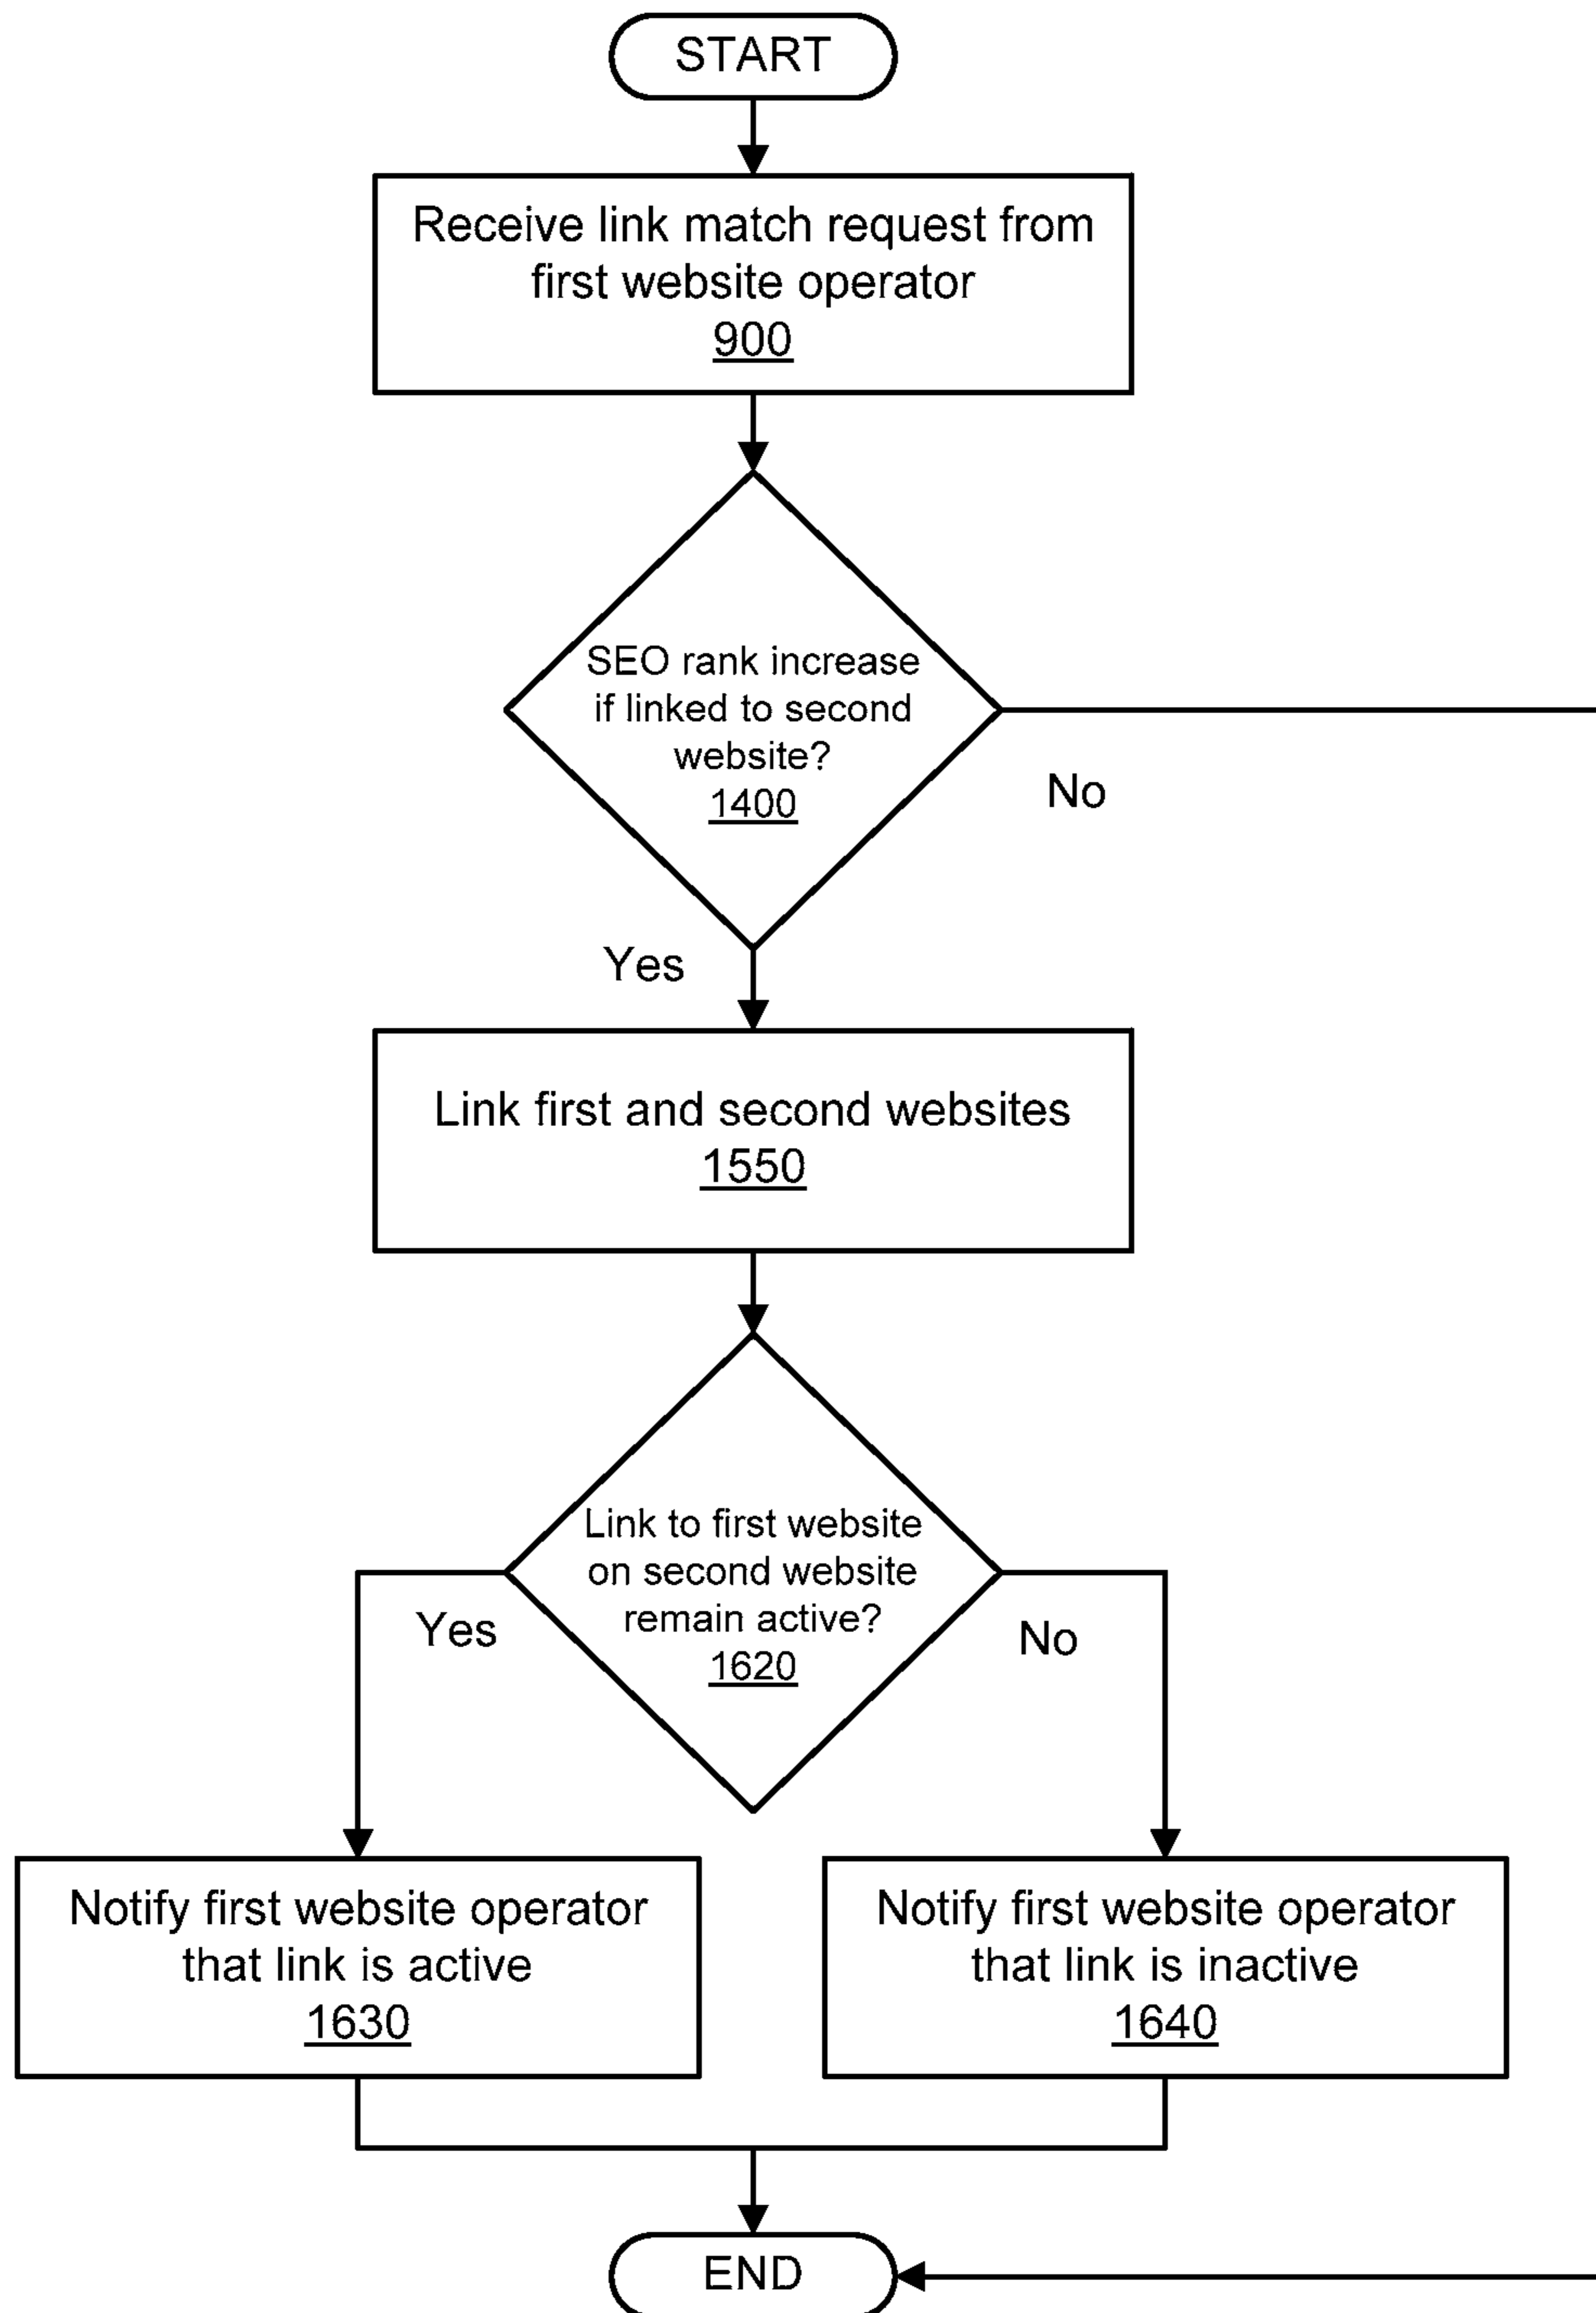 START
Receive link match request from
first website operator
900
SEO rank increase
if linked to second
website?
1400
No
Yes
Link first and second websites
1550
Link to first website
on second website
remain active?
1620
Yes
No
Notify first website operator
that link is active
1630
Notify first website operator
that link is inactive
1640
END